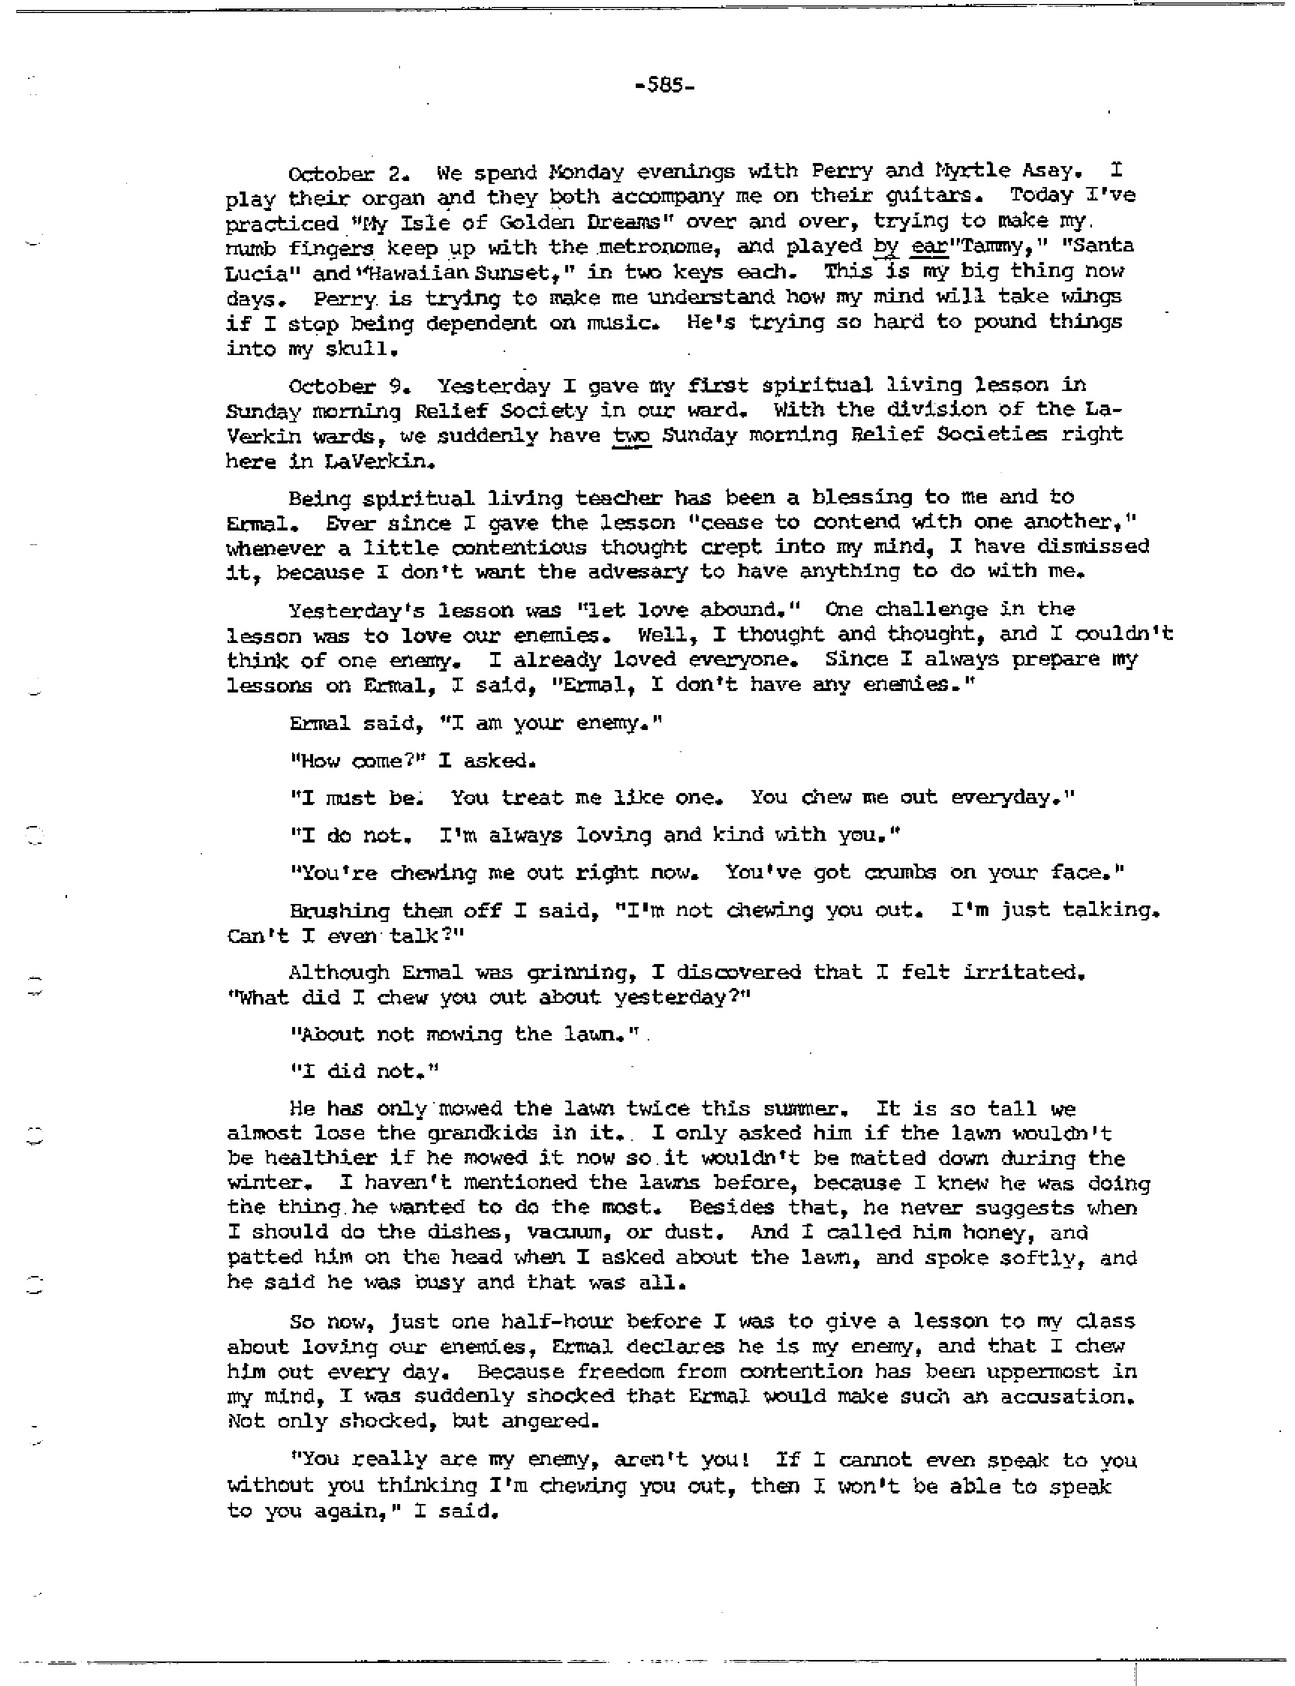 -585-
October 2. We spend Monday evenings with Perry and Myrtle Asay. I
play their organ and they both accompany me on their guitars. Today I've
practiced "My Isle of Golden Dreams" over and over, trying to make my
numb fingers keep up with the metronome, and played by ear"Tammy," "Santa
Lucia" and "Hawaiian Sunset," in two keys each. This is my big thing now
days. Perry is trying to make me understand how my mind will take wings
if I stop being dependent on music. He's trying so hard to pound things
into my skull.
October 9. Yesterday I gave my first spiritual living lesson in
Sunday morning Relief Society in our ward. With the division of the La-
Verkin wards, we suddenly have two Sunday morning Relief Societies right
here in LaVerkin.
Being spiritual living teacher has been a blessing to me and to
Ermal. Ever since I gave the lesson "cease to contend with one another,"
whenever a little contentious thought crept into my mind, I have dismissed
it, because I don't want the advesary to have anything to do with me.
Yesterday's lesson was "let love abound." One challenge in the
lesson was to love our enemies. Well, I thought and thought, and I couldn't
think of one enemy. I already loved everyone. Since I always prepare my
lessons on Ermal, I said, "Ermal, I don't have any enemies."
Ermal said, "I am your enemy."
"How come?" I asked.
"I must be. You treat me like one. You chew me out everyday."
"I do not. I'm always loving and kind with you."
"You're chewing me out right now. You've got crumbs on your face."
Brushing them off I said, "I'm not chewing you out. I'm just talking.
Can't I even talk?"
Although Ermal was grinning, I discovered that I felt irritated.
"What did I chew you out about yesterday?"
"About not mowing the lawn."
"I did not."
He has only mowed the lawn twice this summer. It is so tall we
almost lose the grandkids in it. I only asked him if the lawn wouldn't
be healthier if he mowed it now so it wouldn't be matted down during the
winter. I haven't mentioned the lawns before, because I knew he was doing
the thing he wanted to do the most. Besides that, he never suggests when
I should do the dishes, vacuum, or dust. And I called him honey, and
patted him on the head when I asked about the lawn, and spoke softly, and
he said he was busy and that was all.
So now, just one half-hour before I was to give a lesson to my class
about loving our enemies, Ermal declares he is my enemy, and that I chew
him out every day. Because freedom from contention has been uppermost in
my mind, I was suddenly shocked that Ermal would make such an accusation.
Not only shocked, but angered.
"You really are my enemy, aren't you! If I cannot even speak to you
without you thinking I'm chewing you out, then I won't be able to speak
to you again," I said.